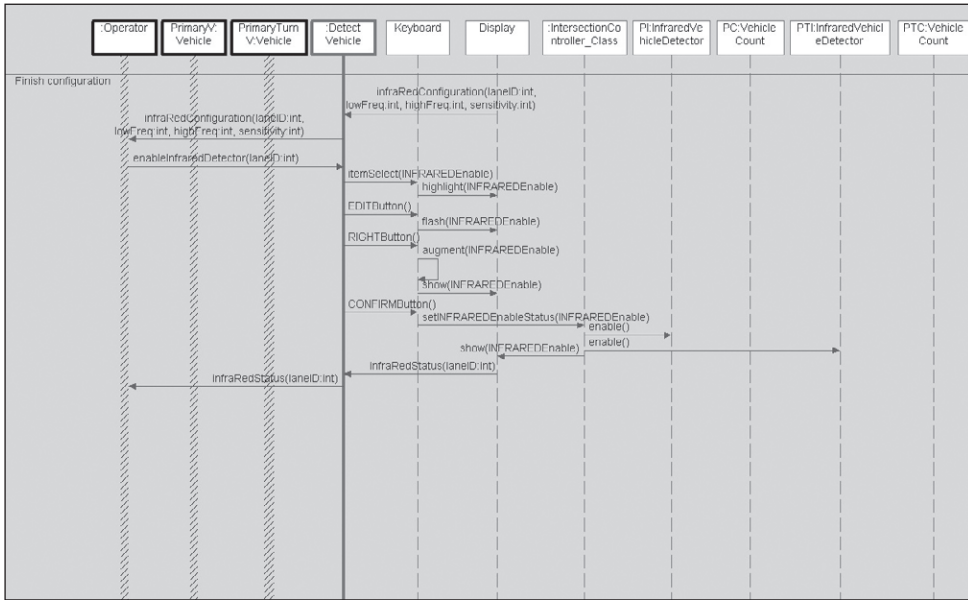 :Operator
PrimaryV:
Vehicle
PrimaryTurn
V:Vehicle
:Detect
Vehicle
Keyboard
Display
:IntersectionCo
ntroller_Class
PI:InfraredVe
hicleDetector
PC:Vehicle
Count
PTI:InfraredVehicl
eDetector
PTC:Vehicle
Count
Finish configuration
infraRedConfiguration(laneID:int,
lowFreq:int, highFreq:int, sensitivity:int)
infraRedConfiguration(laneID:int,
lowFreq:int, highFreq:int, sensitivity:int)
enableInfraredDetector(laneID:int)
itemSelect(INFRAREDEnable)
highlight(INFRAREDEnable)
EDITButton()
flash(INFRAREDEnable)
RIGHTButton()
augment(INFRAREDEnable)
show(INFRAREDEnable)
CONFIRMButton()
setINFRAREDEnableStatus(INFRAREDEnable)
enable()
enable()
show(INFRAREDEnable)
infraRedStatus(laneID:int)
infraRedStatus(laneID:int)